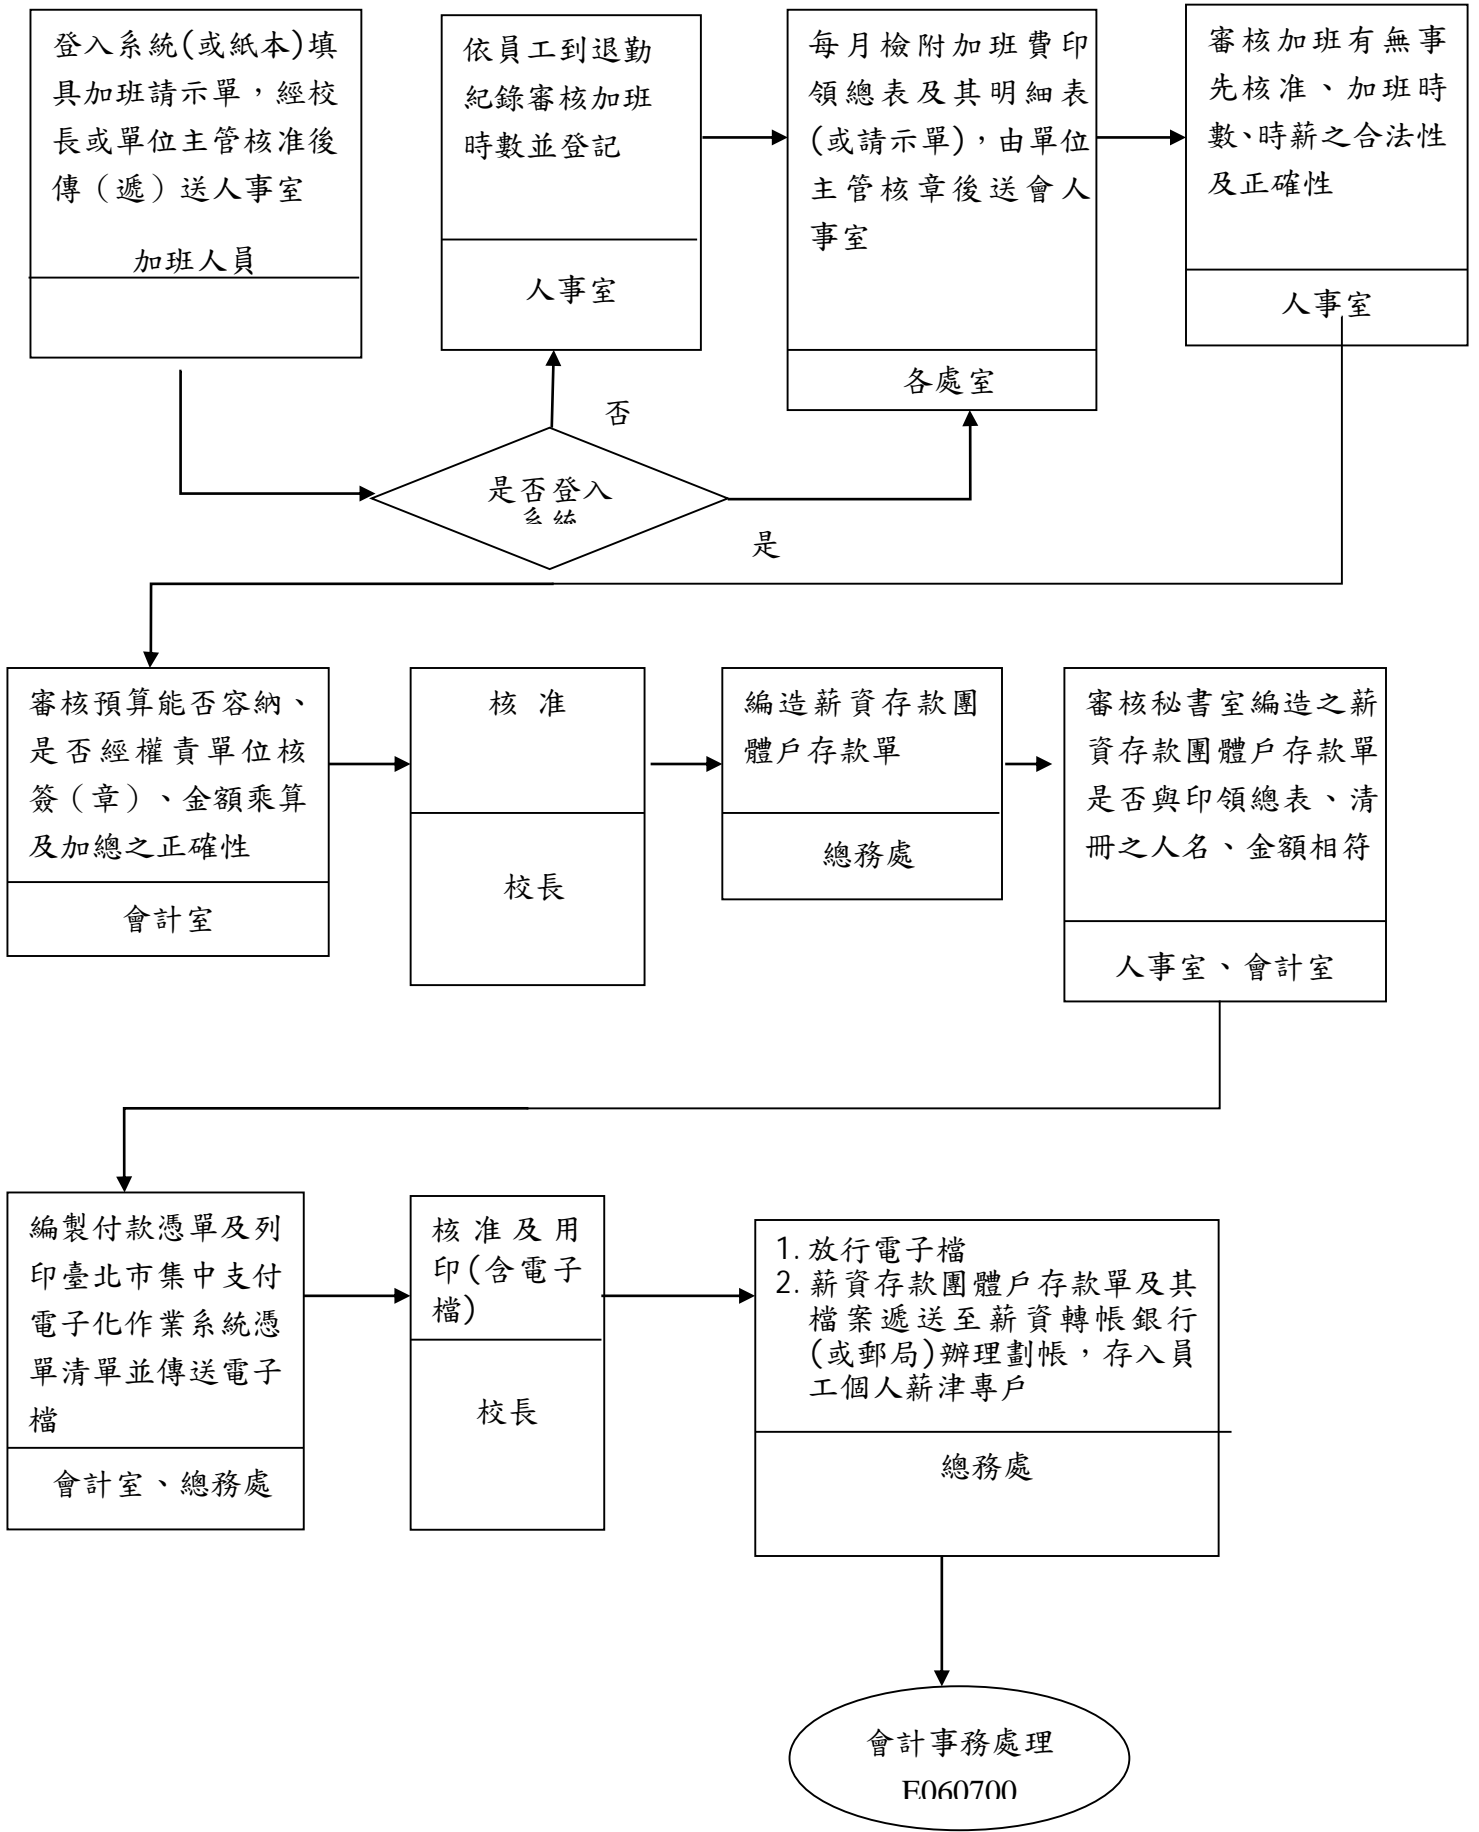 登入系統(或紙本)填
具加班請示單，經校
長或單位主管核准後
傳（遞）送人事室
加班人員
依員工到退勤
紀錄審核加班
時數並登記
人事室
每月檢附加班費印
領總表及其明細表
(或請示單)，由單位
主管核章後送會人
事室
各處室
審核加班有無事
先核准、加班時
數、時薪之合法性
及正確性
人事室
否
是否登入
系統
是
審核預算能否容納、
是否經權責單位核
簽（章）、金額乘算
及加總之正確性
會計室
核 准
校長
編造薪資存款團
體戶存款單
總務處
審核秘書室編造之薪
資存款團體戶存款單
是否與印領總表、清
冊之人名、金額相符
人事室、會計室
編製付款憑單及列
印臺北市集中支付
電子化作業系統憑
單清單並傳送電子
檔
會計室、總務處
核准及用
印(含電子
檔)
校長
1. 放行電子檔
2. 薪資存款團體戶存款單及其
檔案遞送至薪資轉帳銀行
(或郵局)辦理劃帳，存入員
工個人薪津專戶
總務處
會計事務處理
E060700